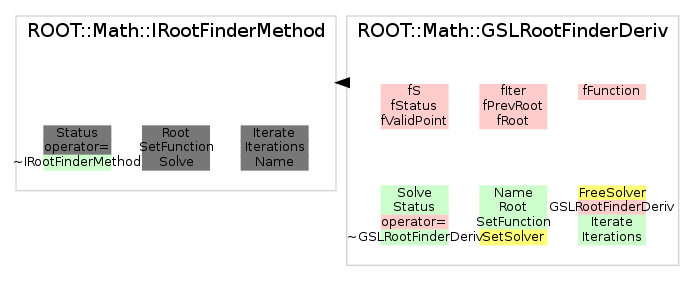 ROOT::Math::IRootFinderMethod
Status
operator=
~IRootFinderMethod
Root
SetFunction
Solve
Iterate
Iterations
Name
ROOT::Math::GSLRootFinderDeriv
fS
fStatus
fValidPoint
fIter
fPrevRoot
fRoot
fFunction
Solve
Status
operator=
~GSLRootFinderDeriv
Name
Root
SetFunction
SetSolver
FreeSolver
GSLRootFinderDeriv
Iterate
Iterations